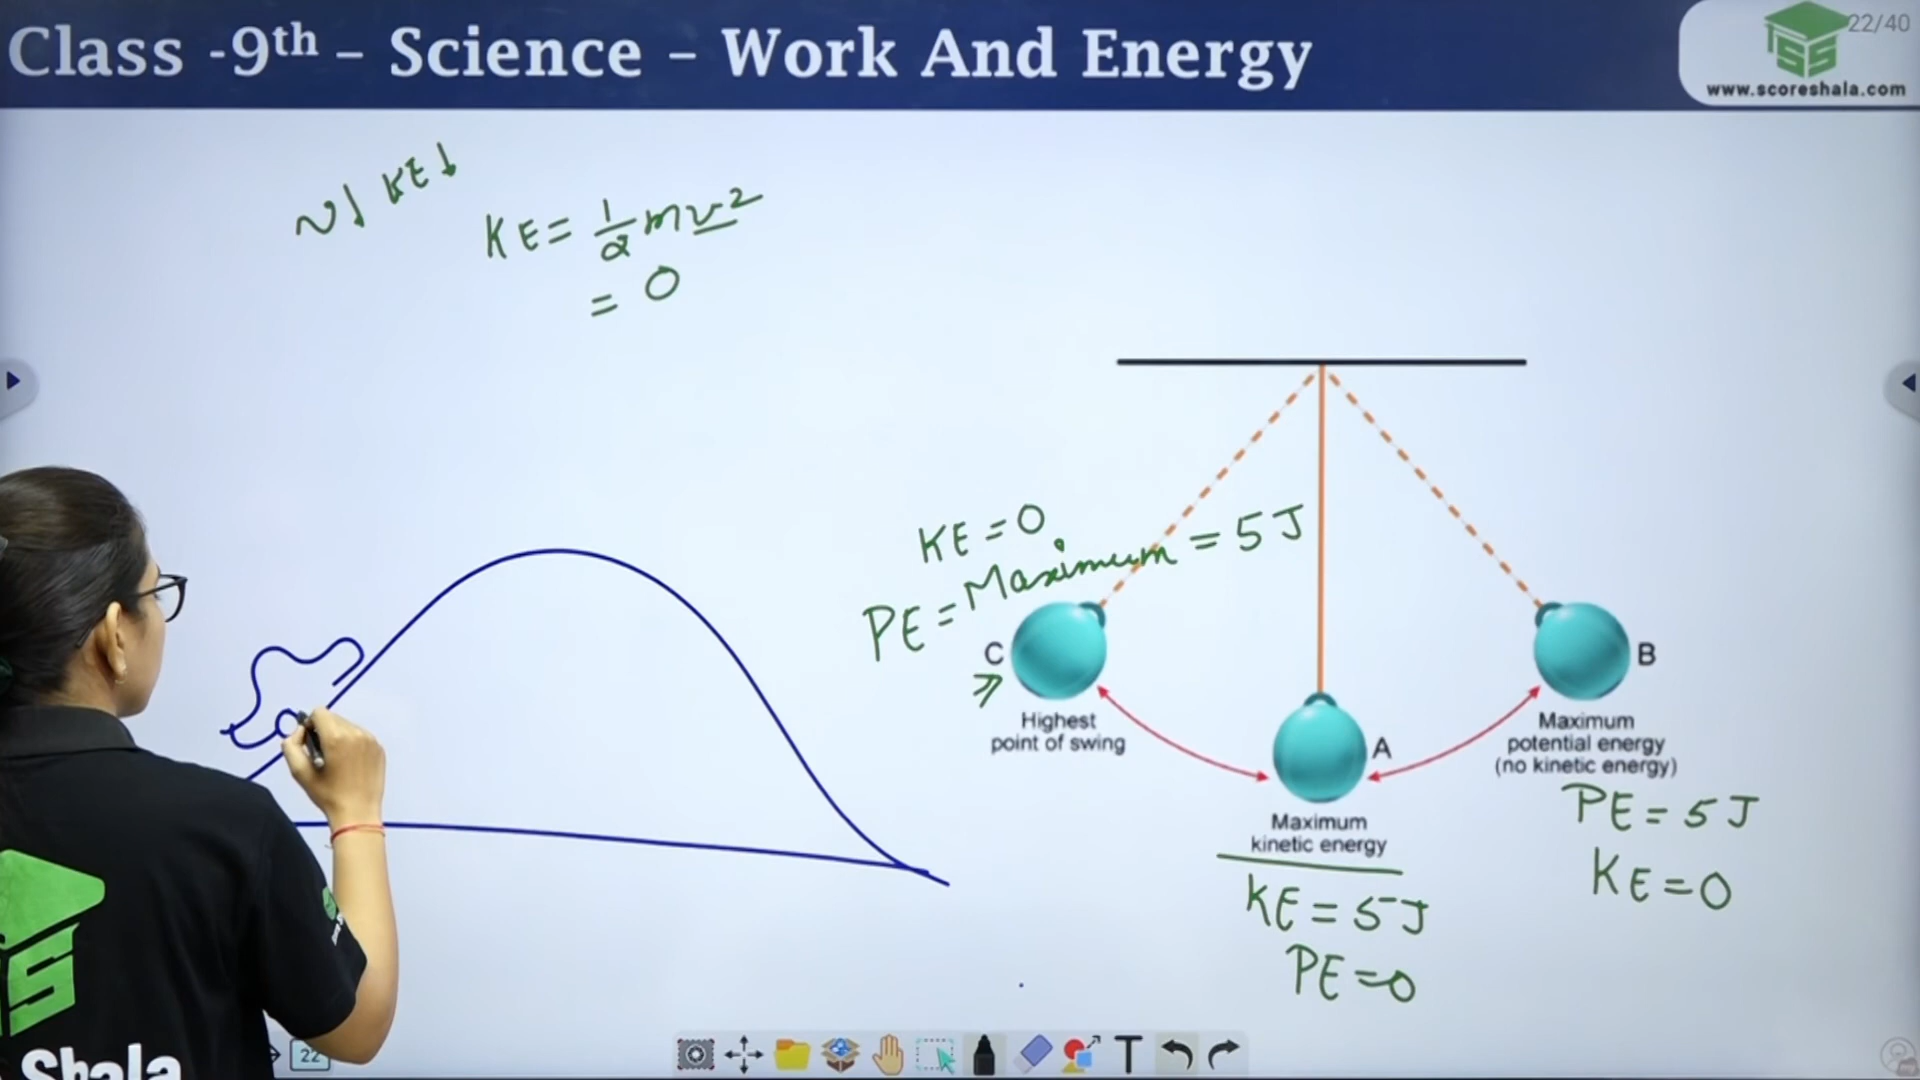 Class -9th – Science – Work And Energy
22/40
www.scoreshala.com
v↓ KE↓
KE = 1/2 mv²
= 0
KE = 0
PE = Maximum = 5 J
C
Highest
point of swing
A
Maximum
kinetic energy
KE = 5J
PE = 0
B
Maximum
potential energy
(no kinetic energy)
PE = 5 J
KE = 0
Shala
22
T